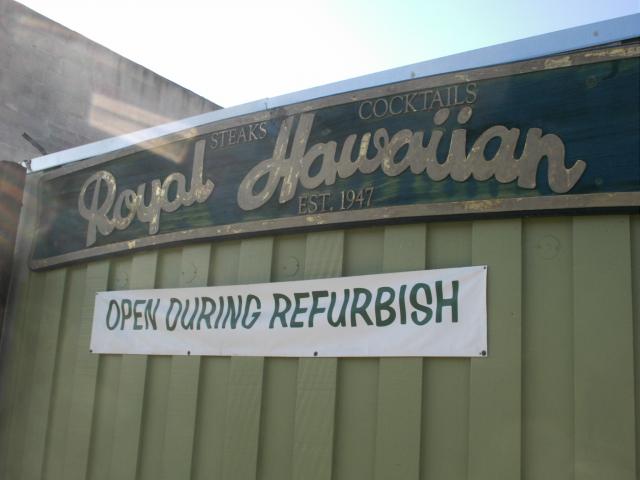 STEAKS COCKTAILS
Royal Hawaiian
EST. 1947
OPEN DURING REFURBISH